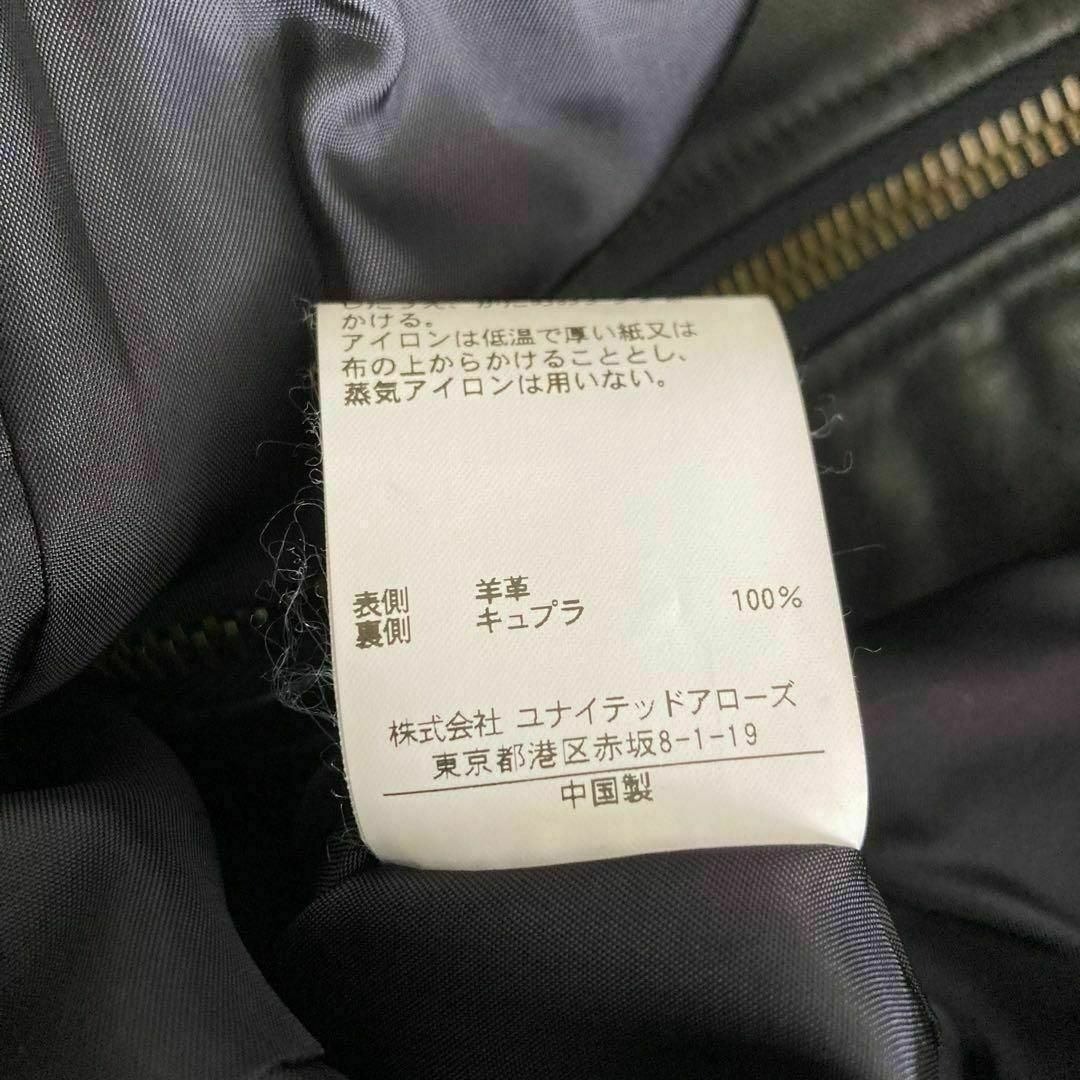 かける。
アイロンは低温で厚い紙又は
布の上からかけることとし、
蒸気アイロンは用いない。
表側 羊革
裏側 キュプラ 100%
株式会社 ユナイテッドアローズ
東京都港区赤坂8-1-19
中国製